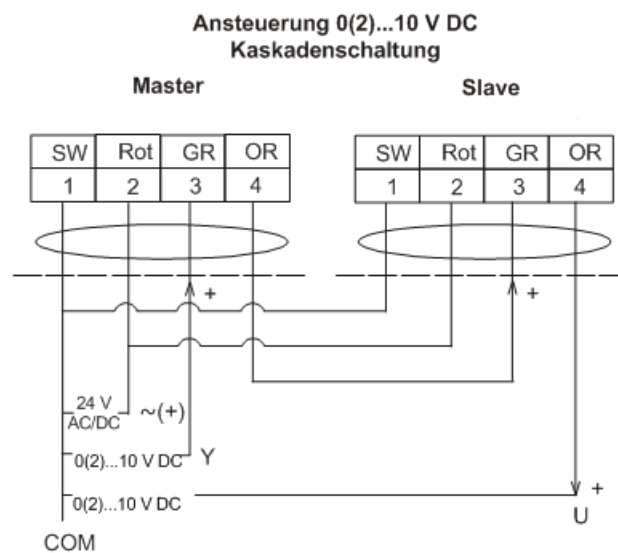 Ansteuerung 0(2)...10 V DC
Kaskadenschaltung
Master Slave
SW Rot GR OR SW Rot GR OR
1 2 3 4 1 2 3 4
+ +
24 V
AC/DC ~(+)
0(2)...10 V DC Y
0(2)...10 V DC +
U
COM